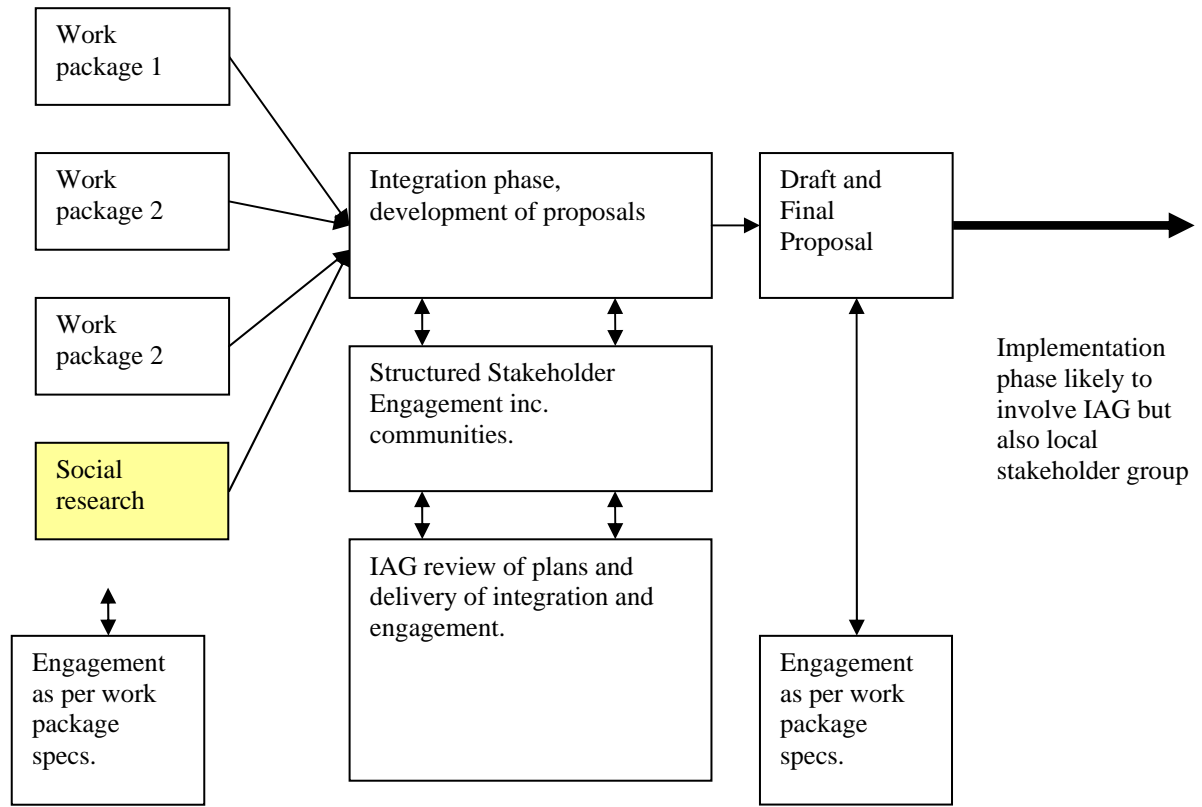 Work
package 1
Work
package 2
Work
package 2
Social
research
Engagement
as per work
package
specs.
Integration phase,
development of proposals
Structured Stakeholder
Engagement inc.
communities.
IAG review of plans and
delivery of integration and
engagement.
Draft and
Final
Proposal
Engagement
as per work
package
specs.
Implementation
phase likely to
involve IAG but
also local
stakeholder group